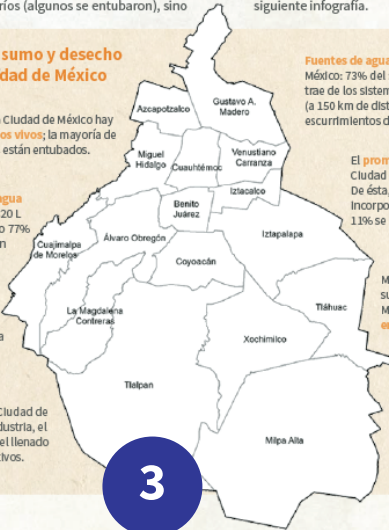 ríos (algunos se entubaron), sino
siguiente infografía.
sumo y desecho
dad de México
Ciudad de México hay
os vivos; la mayoría de
están entubados.
agua
20 L
o 77%
n
a
Ciudad de
dustria, el
el llenado
ivos.
Fuentes de agua
México: 73% del
trae de los sistem
(a 150 km de dist
escurrimientos d
El prom
Ciudad
De ésta,
incorpo
11% se
M
su
M
e
Azcapotzalco
Gustavo A.
Madero
Miguel
Hidalgo
Cuauhtémoc
Venustiano
Carranza
Iztacalco
Benito
Juárez
Cuajimalpa
de Morelos
Álvaro Obregón
Iztapalapa
Coyoacán
La Magdalena
Contreras
Tláhuac
Xochimilco
Tlalpan
Milpa Alta
3